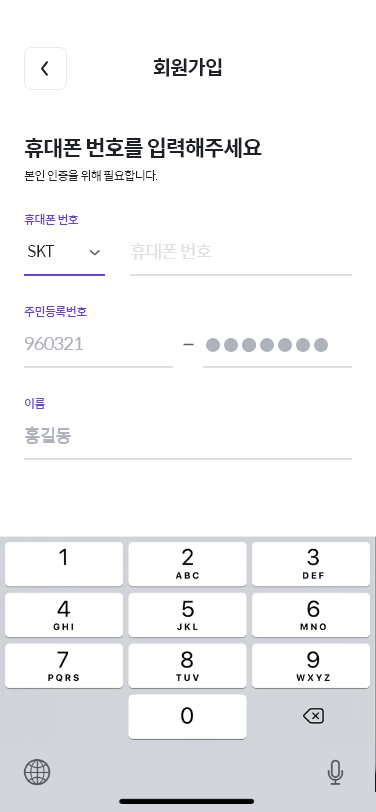 회원가입
휴대폰 번호를 입력해주세요
본인 인증을 위해 필요합니다.
휴대폰 번호
SKT 휴대폰 번호
주민등록번호
960321 – ●●●●●●●
이름
홍길동
1 2 3
ABC DEF
4 5 6
GHI JKL MNO
7 8 9
PQRS TUV WXYZ
0